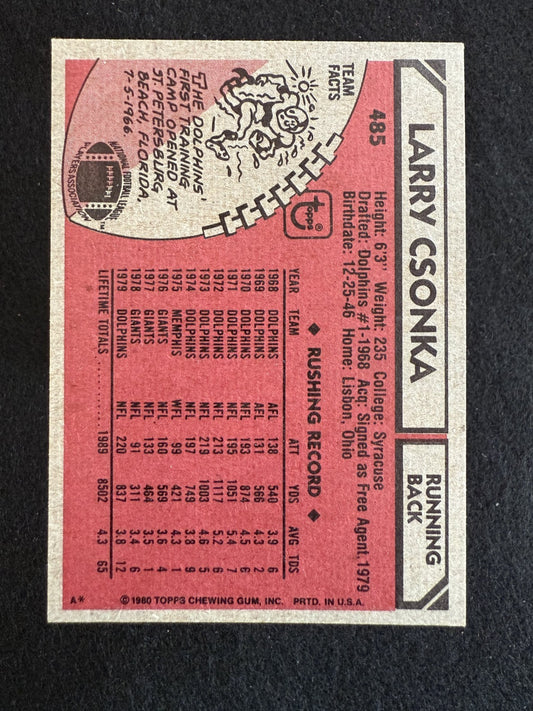 485
LARRY CSONKA
RUNNING
BACK
Height: 6'3" Weight: 235 College: Syracuse
Drafted: Dolphins #1-1968 Acq: Signed as Free Agent, 1979
Birthdate: 12-25-46 Home: Lisbon, Ohio
TEAM
FACTS
THE DOLPHINS'
FIRST TRAINING
CAMP OPENED AT
ST. PETERSBURG
BEACH, FLORIDA,
7-5-1966.
NATIONAL FOOTBALL LEAGUE
PLAYERS ASSOCIATION
TM
Topps®
◆ RUSHING RECORD ◆
YEAR TEAM ATT YDS AVG TDS
1968 DOLPHINS AFL 138 540 3.9 6
1969 DOLPHINS AFL 131 566 4.3 2
1970 DOLPHINS NFL 193 874 4.5 6
1971 DOLPHINS NFL 195 1051 5.4 7
1972 DOLPHINS NFL 213 1117 5.2 6
1973 DOLPHINS NFL 219 1003 4.6 5
1974 DOLPHINS NFL 197 749 3.8 9
1975 MEMPHIS WFL 99 421 4.3 1
1976 GIANTS NFL 160 569 3.6 4
1977 GIANTS NFL 133 464 3.5 1
1978 GIANTS NFL 91 311 3.4 6
1979 DOLPHINS NFL 220 837 3.8 12
LIFETIME TOTALS 1989 8502 4.3 65
A* © 1980 TOPPS CHEWING GUM, INC. PRTD. IN U.S.A.